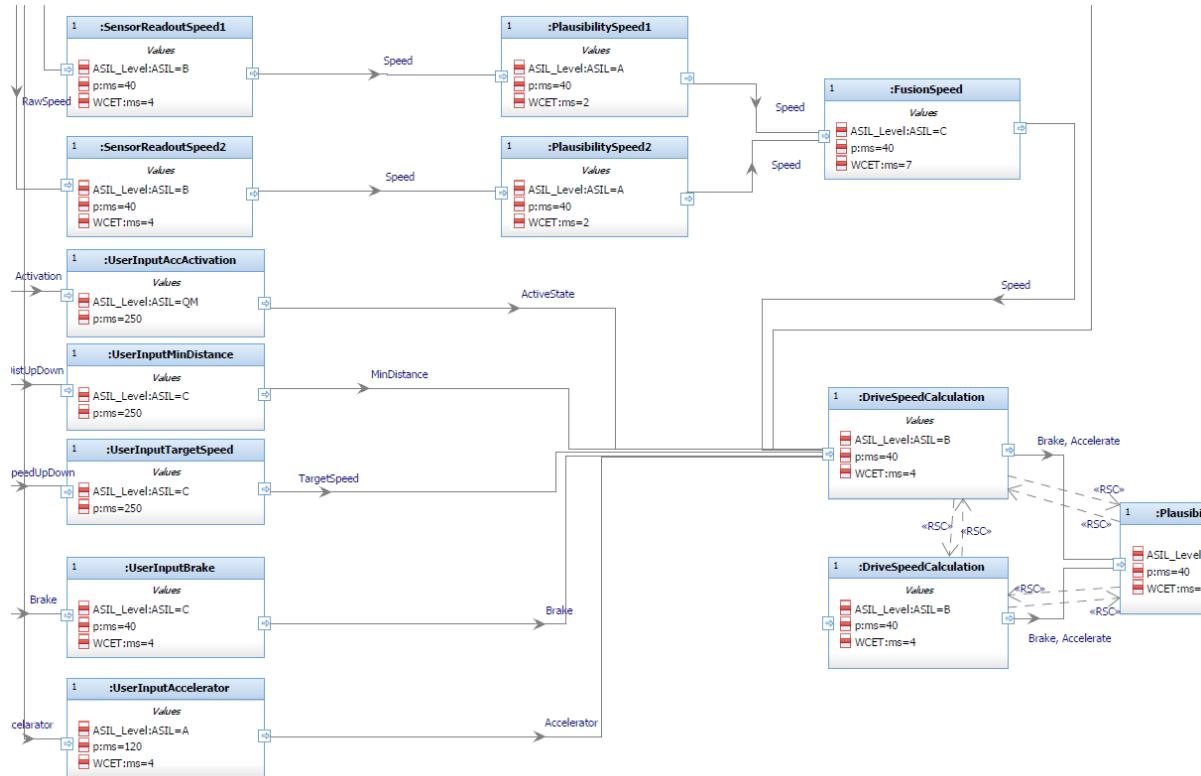 1 :SensorReadoutSpeed1
Values
ASIL_Level:ASIL=B
p:ms=40
WCET:ms=4
RawSpeed
Speed
1 :PlausibilitySpeed1
Values
ASIL_Level:ASIL=A
p:ms=40
WCET:ms=2
Speed
1 :FusionSpeed
Values
ASIL_Level:ASIL=C
p:ms=40
WCET:ms=7
1 :SensorReadoutSpeed2
Values
ASIL_Level:ASIL=B
p:ms=40
WCET:ms=4
Speed
1 :PlausibilitySpeed2
Values
ASIL_Level:ASIL=A
p:ms=40
WCET:ms=2
Speed
Speed
Activation
1 :UserInputAccActivation
Values
ASIL_Level:ASIL=QM
p:ms=250
ActiveState
DistUpDown
1 :UserInputMinDistance
Values
ASIL_Level:ASIL=C
p:ms=250
MinDistance
peedUpDown
1 :UserInputTargetSpeed
Values
ASIL_Level:ASIL=C
p:ms=250
TargetSpeed
1 :DriveSpeedCalculation
Values
ASIL_Level:ASIL=B
p:ms=40
WCET:ms=4
Brake, Accelerate
«RSC»
«RSC»
«RSC»
«RSC»
1 :Plausibi
ASIL_Level
p:ms=40
WCET:ms=
Brake
1 :UserInputBrake
Values
ASIL_Level:ASIL=C
p:ms=40
WCET:ms=4
Brake
1 :DriveSpeedCalculation
Values
ASIL_Level:ASIL=B
p:ms=40
WCET:ms=4
«RSC»
«RSC»
Brake, Accelerate
celarator
1 :UserInputAccelerator
Values
ASIL_Level:ASIL=A
p:ms=120
WCET:ms=4
Accelerator